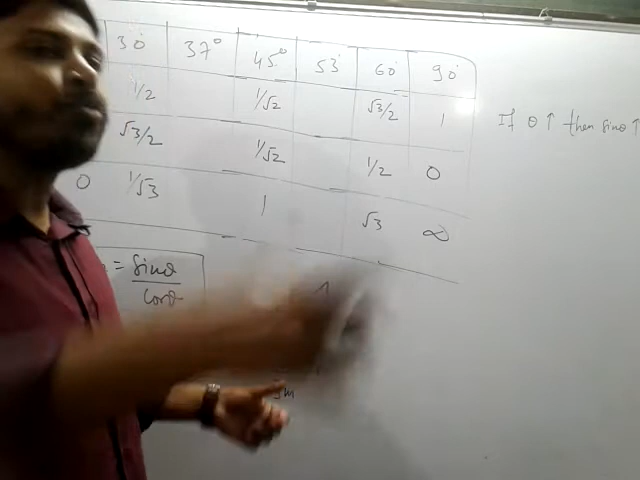 30° 37° 45° 53° 60° 90°
1/2 1/√2 √3/2 1
If θ ↑ then sinθ ↑
√3/2 1/√2 1/2 0
0 1/√3 1 √3 ∞
= sinθ
cosθ